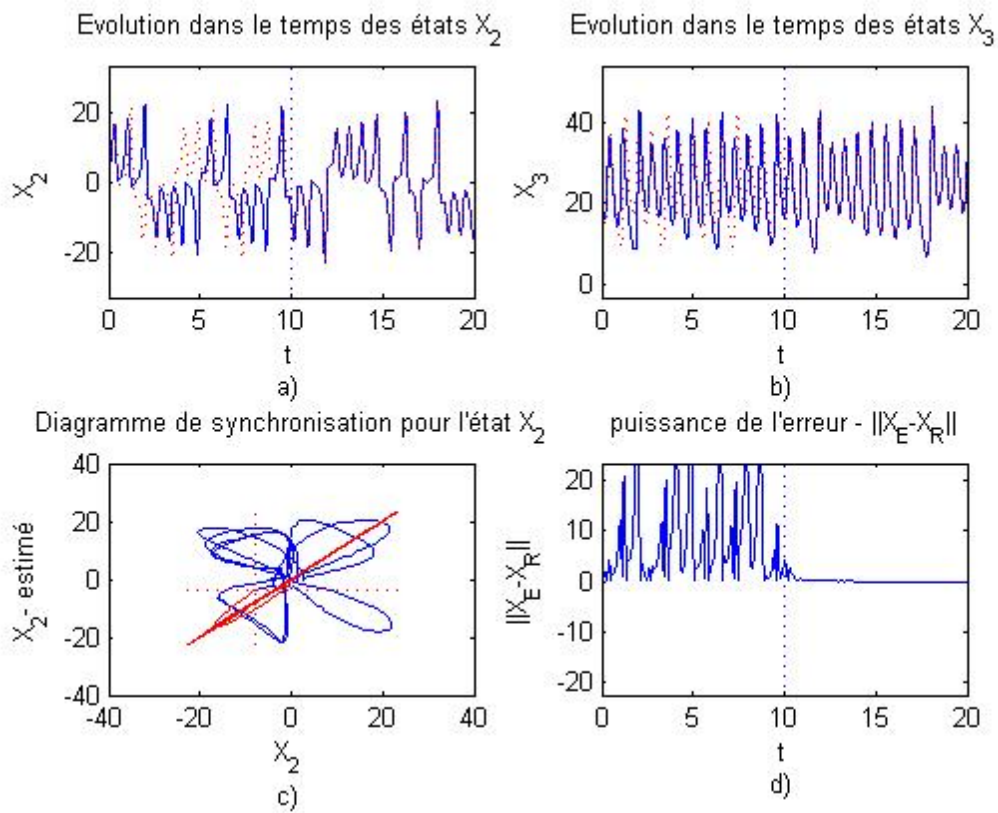 Evolution dans le temps des états X2
Evolution dans le temps des états X3
X2
20
0
-20
0
5
10
15
20
t
a)
X3
40
20
0
0
5
10
15
20
t
b)
Diagramme de synchronisation pour l'état X2
puissance de l'erreur - ||XE-XR||
X2- estimé
40
20
0
-20
-40
-40
-20
0
20
40
X2
c)
||XE-XR||
20
10
0
-10
-20
0
5
10
15
20
t
d)